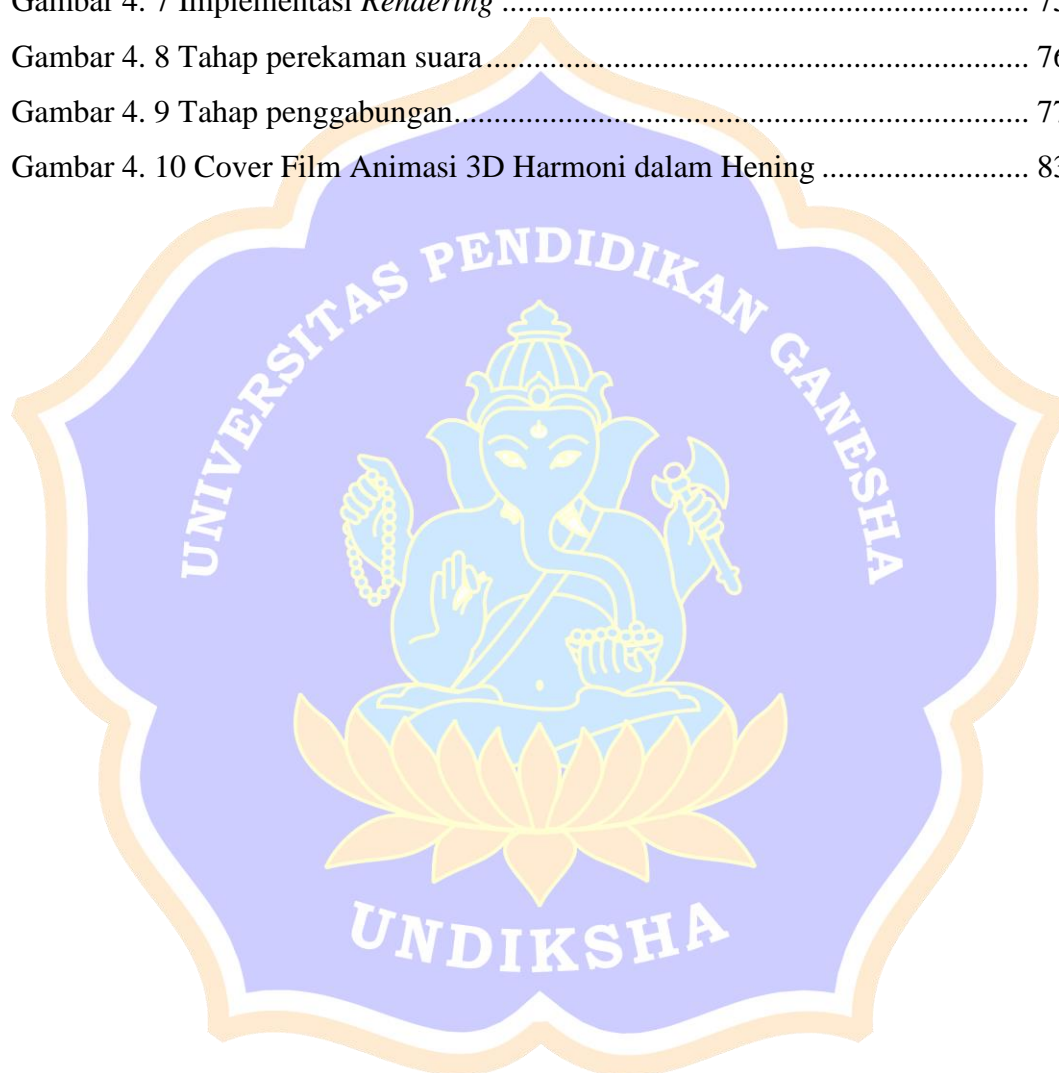 Gambar 4. 7 Implementasi Rendering ........................................................................ 75
Gambar 4. 8 Tahap perekaman suara ........................................................................ 76
Gambar 4. 9 Tahap penggabungan ........................................................................ 77
Gambar 4. 10 Cover Film Animasi 3D Harmoni dalam Hening ........................... 83
UNIVERSITAS PENDIDIKAN GANESHA
UNDIKSHA